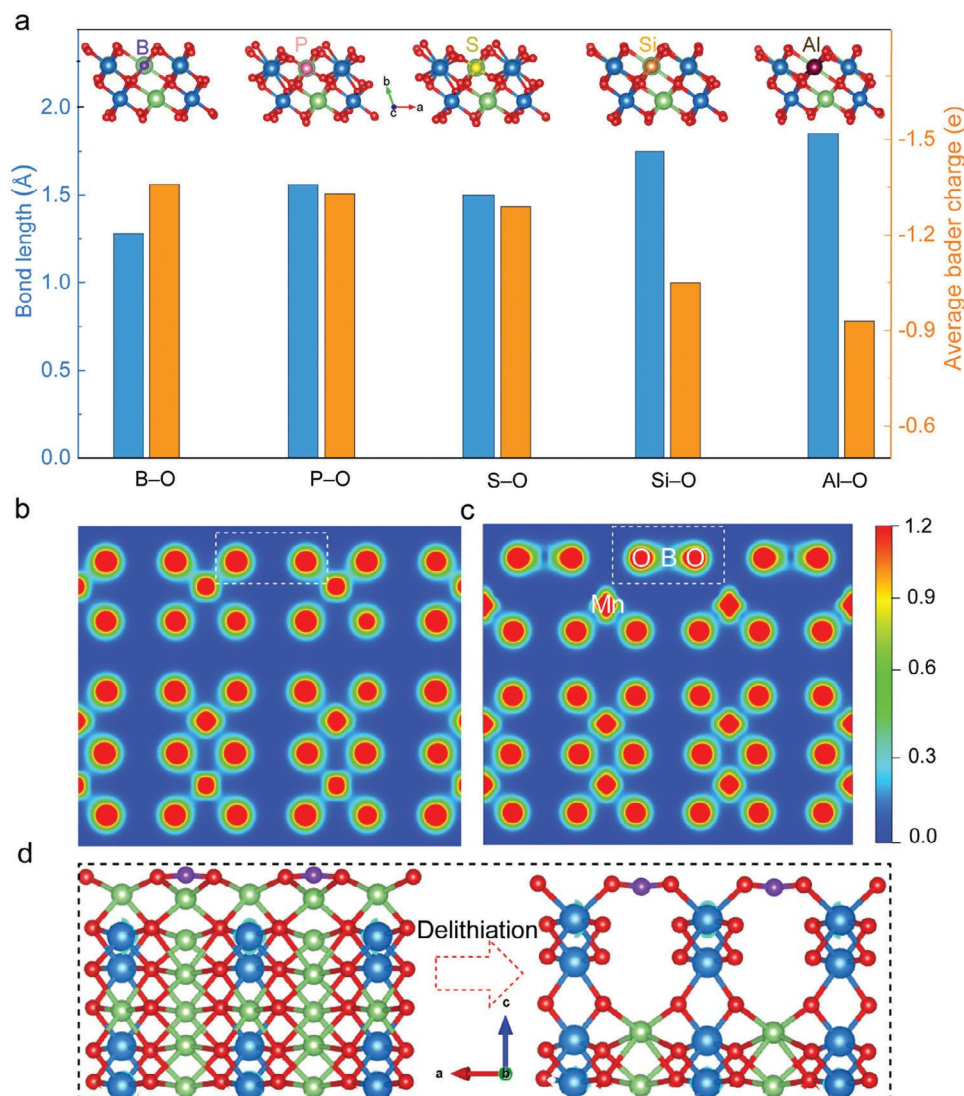 a
B P S Si Al
b
a
c
2.0
1.5
1.0
0.5
0.0
Bond length (Å)
-1.5
-1.2
-0.9
-0.6
Average bader charge (e)
B–O P–O S–O Si–O Al–O
b
c
O B O
Mn
1.2
0.9
0.6
0.3
0.0
d
Delithiation
c
a b